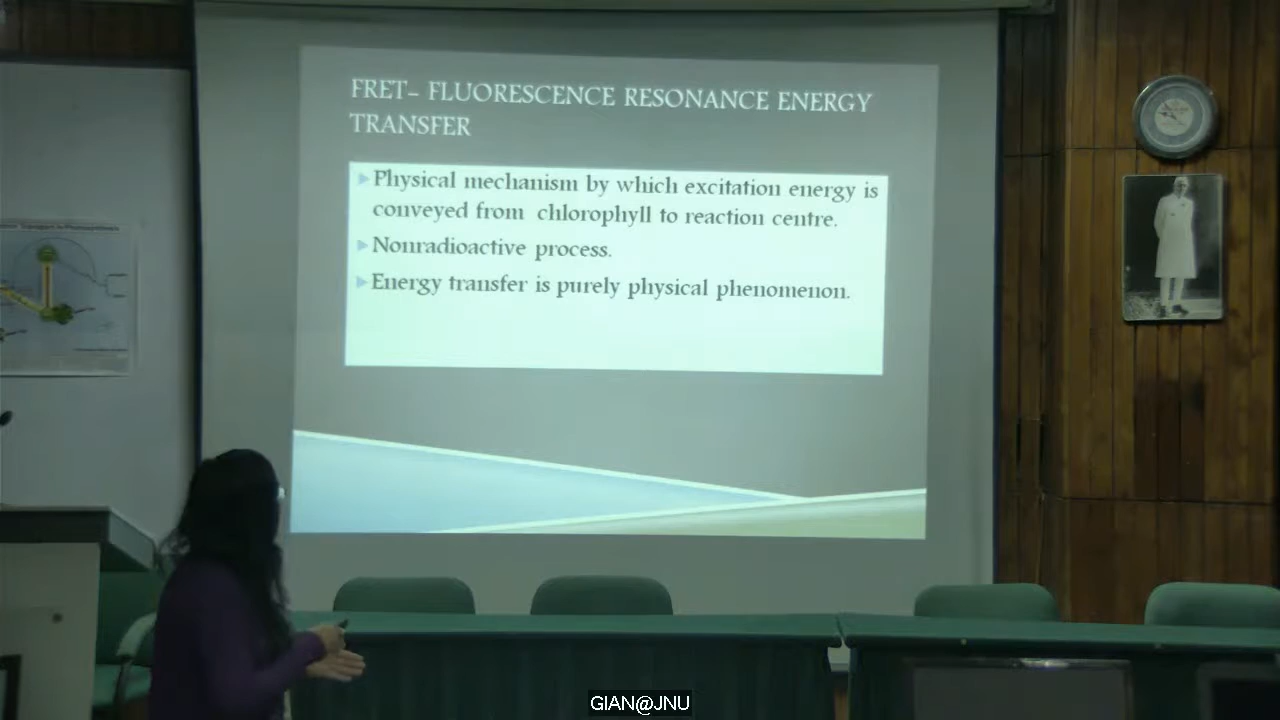 FRET- FLUORESCENCE RESONANCE ENERGY
TRANSFER
Physical mechanism by which excitation energy is
conveyed from chlorophyll to reaction centre.
Nonradioactive process.
Energy transfer is purely physical phenomenon.
GIAN@JNU